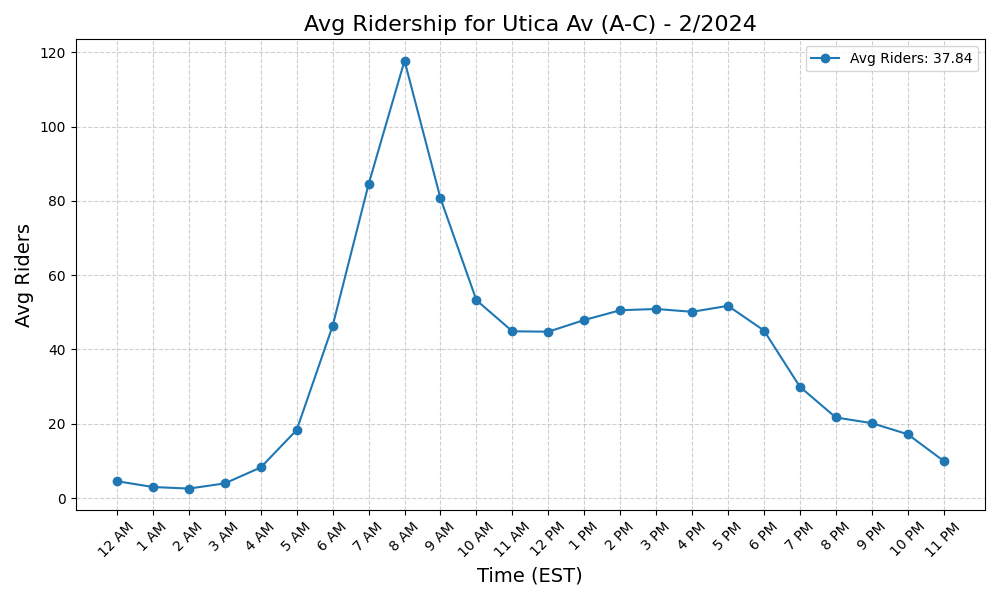 Avg Ridership for Utica Av (A-C) - 2/2024
Avg Riders: 37.84
Avg Riders
120
100
80
60
40
20
0
12 AM
1 AM
2 AM
3 AM
4 AM
5 AM
6 AM
7 AM
8 AM
9 AM
10 AM
11 AM
12 PM
1 PM
2 PM
3 PM
4 PM
5 PM
6 PM
7 PM
8 PM
9 PM
10 PM
11 PM
Time (EST)